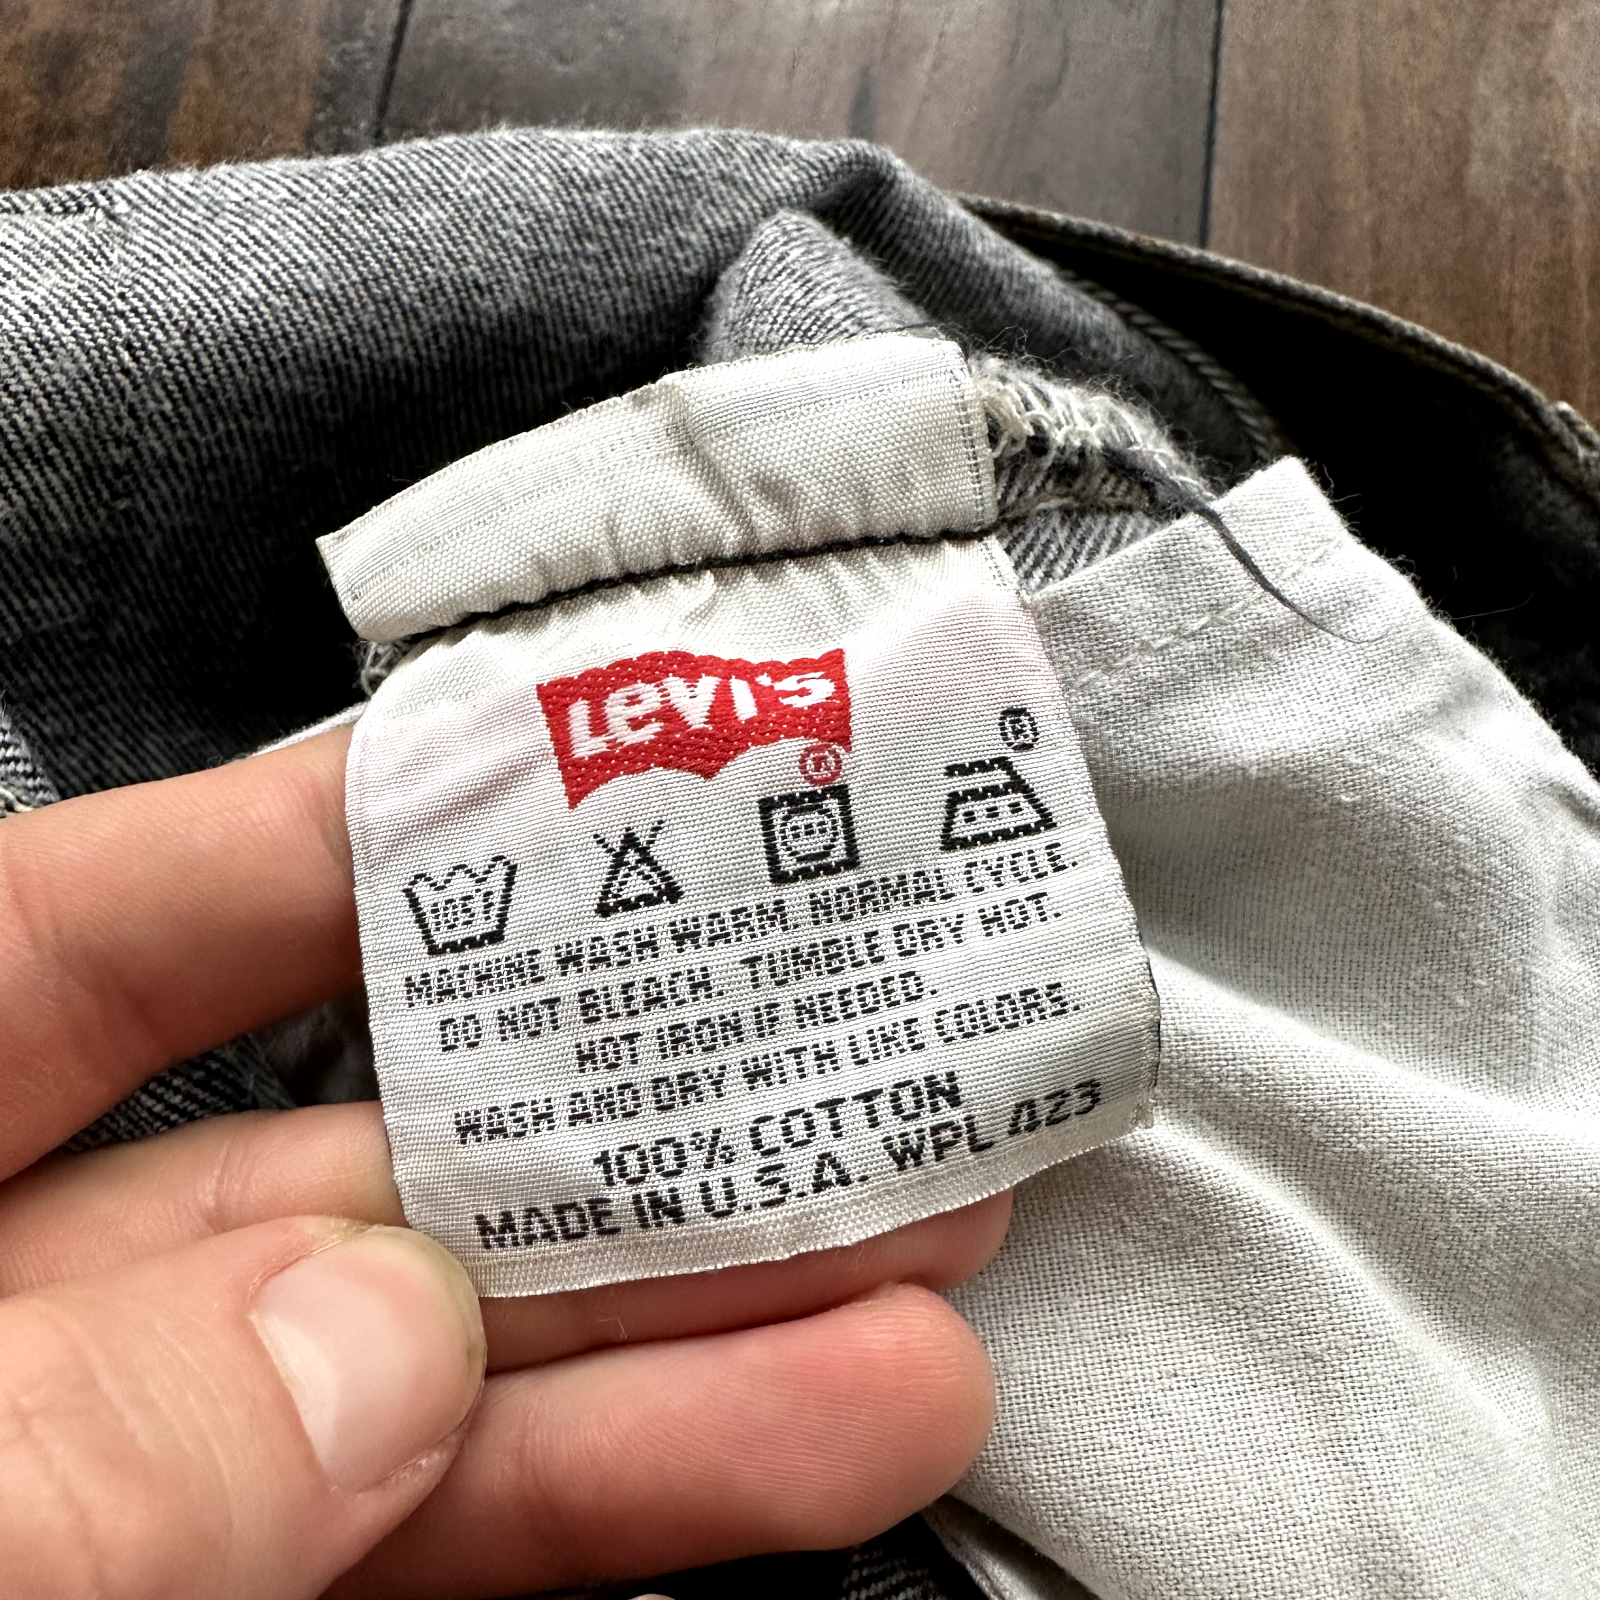 Levi's
®
®
105F
MACHINE WASH WARM. NORMAL CYCLE.
DO NOT BLEACH. TUMBLE DRY HOT.
HOT IRON IF NEEDED.
WASH AND DRY WITH LIKE COLORS.
100% COTTON
MADE IN U.S.A. WPL 423